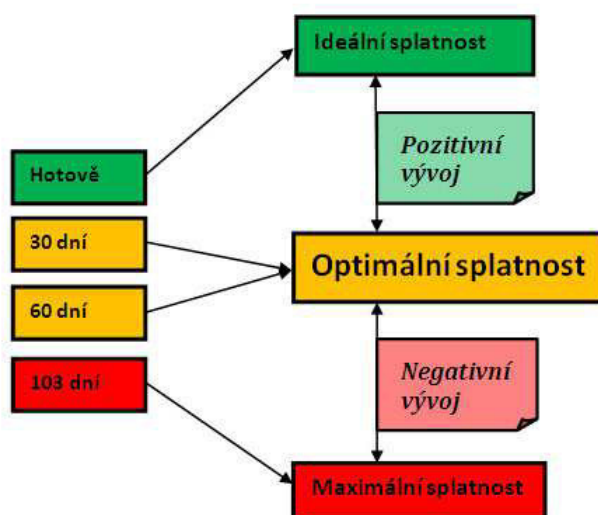 Ideální splatnost
Pozitivní
vývoj
Hotově
30 dní
Optimální splatnost
60 dní
103 dní
Negativní
vývoj
Maximální splatnost